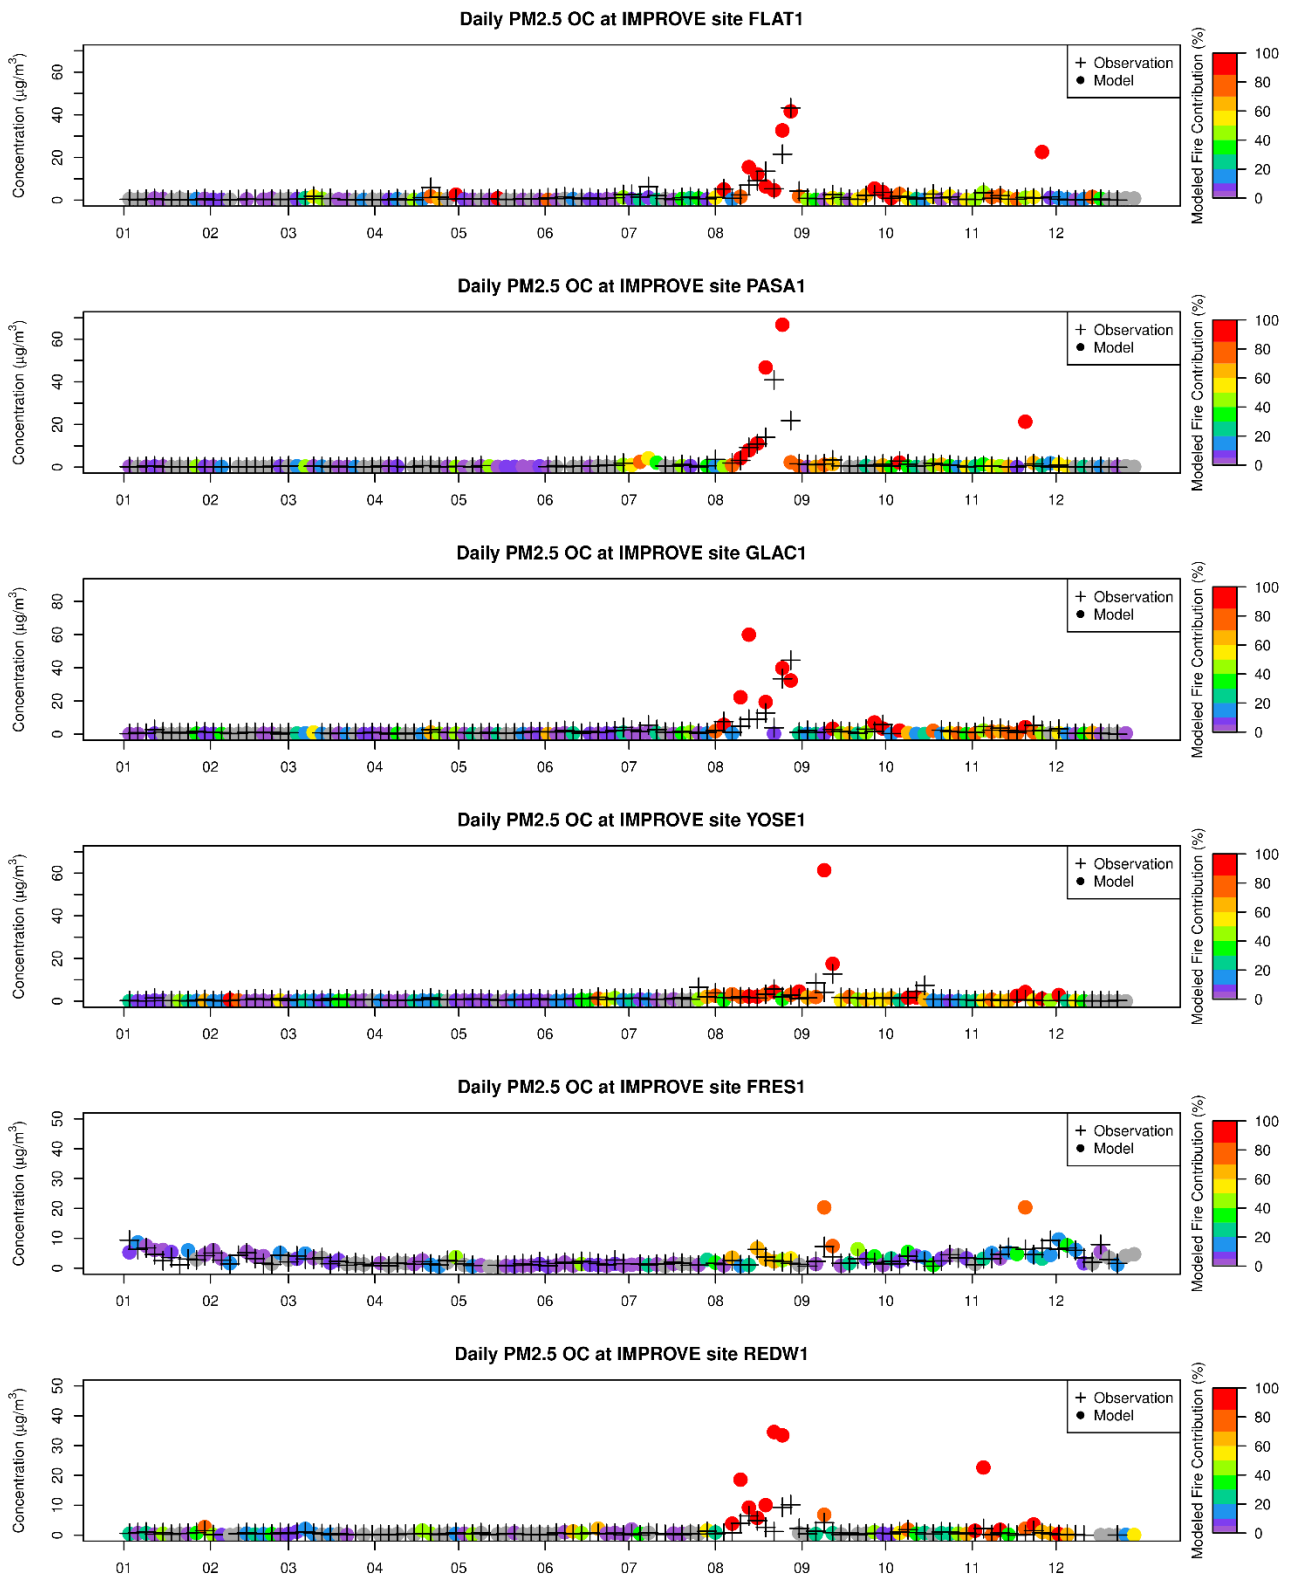 Daily PM2.5 OC at IMPROVE site FLAT1
Concentration (µg/m³)
60
40
20
0
Observation
Model
01 02 03 04 05 06 07 08 09 10 11 12
Modeled Fire Contribution (%)
100
80
60
40
20
0
Daily PM2.5 OC at IMPROVE site PASA1
Concentration (µg/m³)
60
40
20
0
Observation
Model
01 02 03 04 05 06 07 08 09 10 11 12
Modeled Fire Contribution (%)
100
80
60
40
20
0
Daily PM2.5 OC at IMPROVE site GLAC1
Concentration (µg/m³)
80
60
40
20
0
Observation
Model
01 02 03 04 05 06 07 08 09 10 11 12
Modeled Fire Contribution (%)
100
80
60
40
20
0
Daily PM2.5 OC at IMPROVE site YOSE1
Concentration (µg/m³)
60
40
20
0
Observation
Model
01 02 03 04 05 06 07 08 09 10 11 12
Modeled Fire Contribution (%)
100
80
60
40
20
0
Daily PM2.5 OC at IMPROVE site FRES1
Concentration (µg/m³)
50
40
30
20
10
0
Observation
Model
01 02 03 04 05 06 07 08 09 10 11 12
Modeled Fire Contribution (%)
100
80
60
40
20
0
Daily PM2.5 OC at IMPROVE site REDW1
Concentration (µg/m³)
50
40
30
20
10
0
Observation
Model
01 02 03 04 05 06 07 08 09 10 11 12
Modeled Fire Contribution (%)
100
80
60
40
20
0